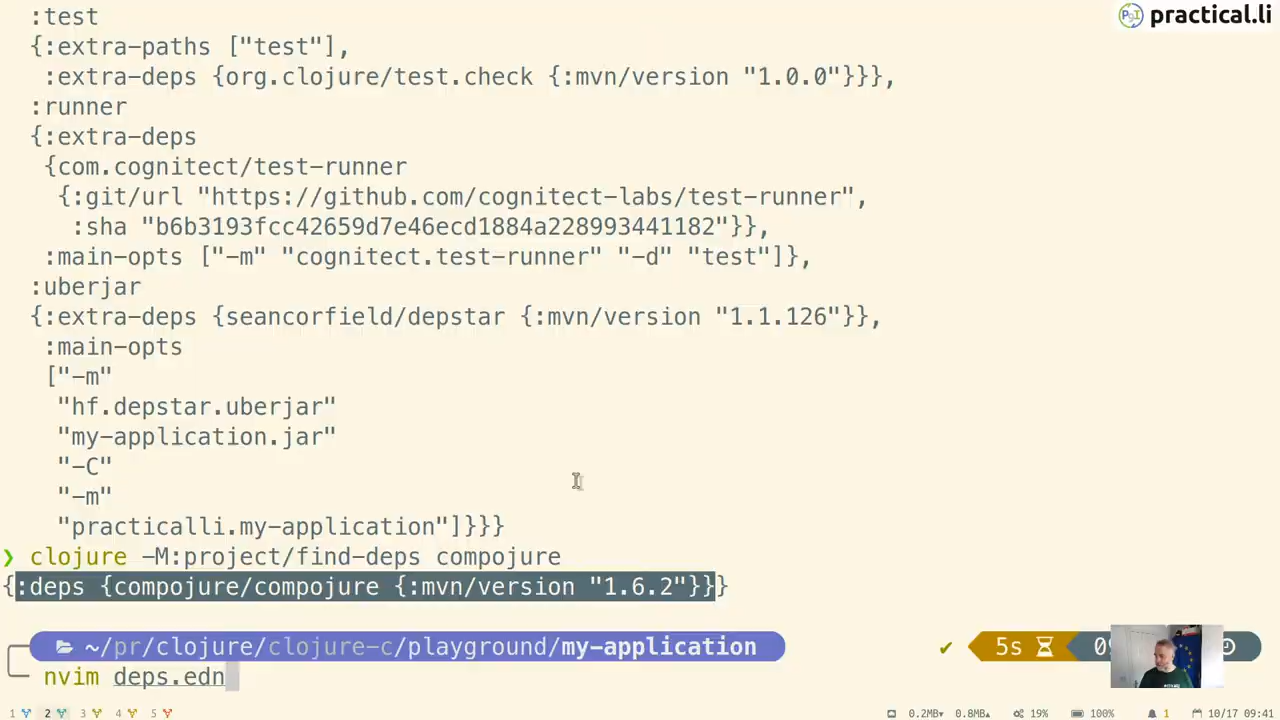 practical.li
:test
{:extra-paths ["test"],
:extra-deps {org.clojure/test.check {:mvn/version "1.0.0"}}},
:runner
{:extra-deps
{com.cognitect/test-runner
{:git/url "https://github.com/cognitect-labs/test-runner",
:sha "b6b3193fcc42659d7e46ecd1884a228993441182"}},
:main-opts ["-m" "cognitect.test-runner" "-d" "test"]},
:uberjar
{:extra-deps {seancorfield/depstar {:mvn/version "1.1.126"}},
:main-opts
["-m"
"hf.depstar.uberjar"
"my-application.jar"
"-C"
"-m"
"practicalli.my-application"]}}}
❯ clojure -M:project/find-deps compojure
{:deps {compojure/compojure {:mvn/version "1.6.2"}}}
~/pr/clojure/clojure-c/playground/my-application ✔ 5s
nvim deps.edn
1 2 3 4 5 0.2MB 0.8MB 19% 100% 1 10/17 09:41